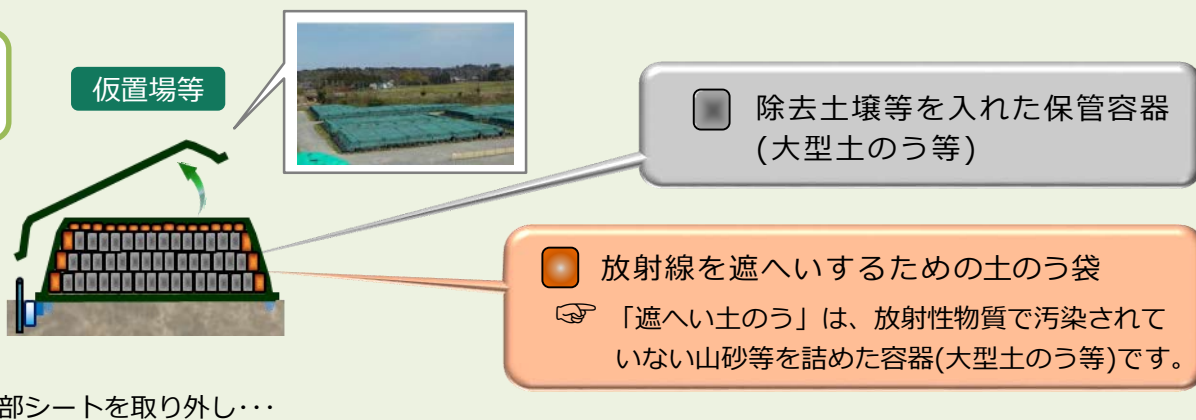 仮置場等
除去土壌等を入れた保管容器
(大型土のう等)
放射線を遮へいするための土のう袋
☞ 「遮へい土のう」は、放射性物質で汚染されて
いない山砂等を詰めた容器(大型土のう等)です。
部シートを取り外し･･･